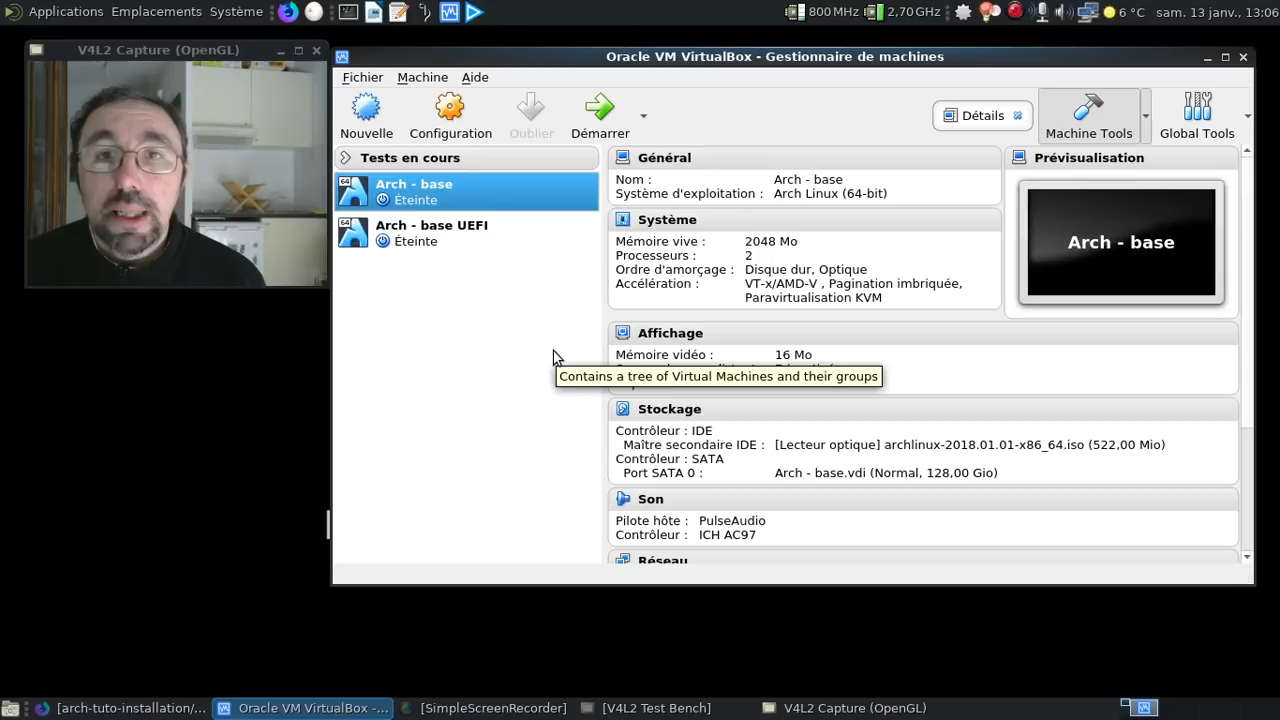 Applications Emplacements Système
800 MHz 2,70 GHz 6 °C sam. 13 janv., 13:06
V4L2 Capture (OpenGL)
Oracle VM VirtualBox - Gestionnaire de machines
Fichier Machine Aide
Nouvelle Configuration Oublier Démarrer Détails Machine Tools Global Tools
Tests en cours
64 Arch - base
Éteinte
64 Arch - base UEFI
Éteinte
Général
Nom : Arch - base
Système d'exploitation : Arch Linux (64-bit)
Système
Mémoire vive : 2048 Mo
Processeurs : 2
Ordre d'amorçage : Disque dur, Optique
Accélération : VT-x/AMD-V , Pagination imbriquée,
Paravirtualisation KVM
Prévisualisation
Arch - base
Affichage
Mémoire vidéo : 16 Mo
Contains a tree of Virtual Machines and their groups
Stockage
Contrôleur : IDE
Maître secondaire IDE : [Lecteur optique] archlinux-2018.01.01-x86_64.iso (522,00 Mio)
Contrôleur : SATA
Port SATA 0 : Arch - base.vdi (Normal, 128,00 Gio)
Son
Pilote hôte : PulseAudio
Contrôleur : ICH AC97
Réseau
[arch-tuto-installation/... Oracle VM VirtualBox -... [SimpleScreenRecorder] [V4L2 Test Bench] V4L2 Capture (OpenGL)